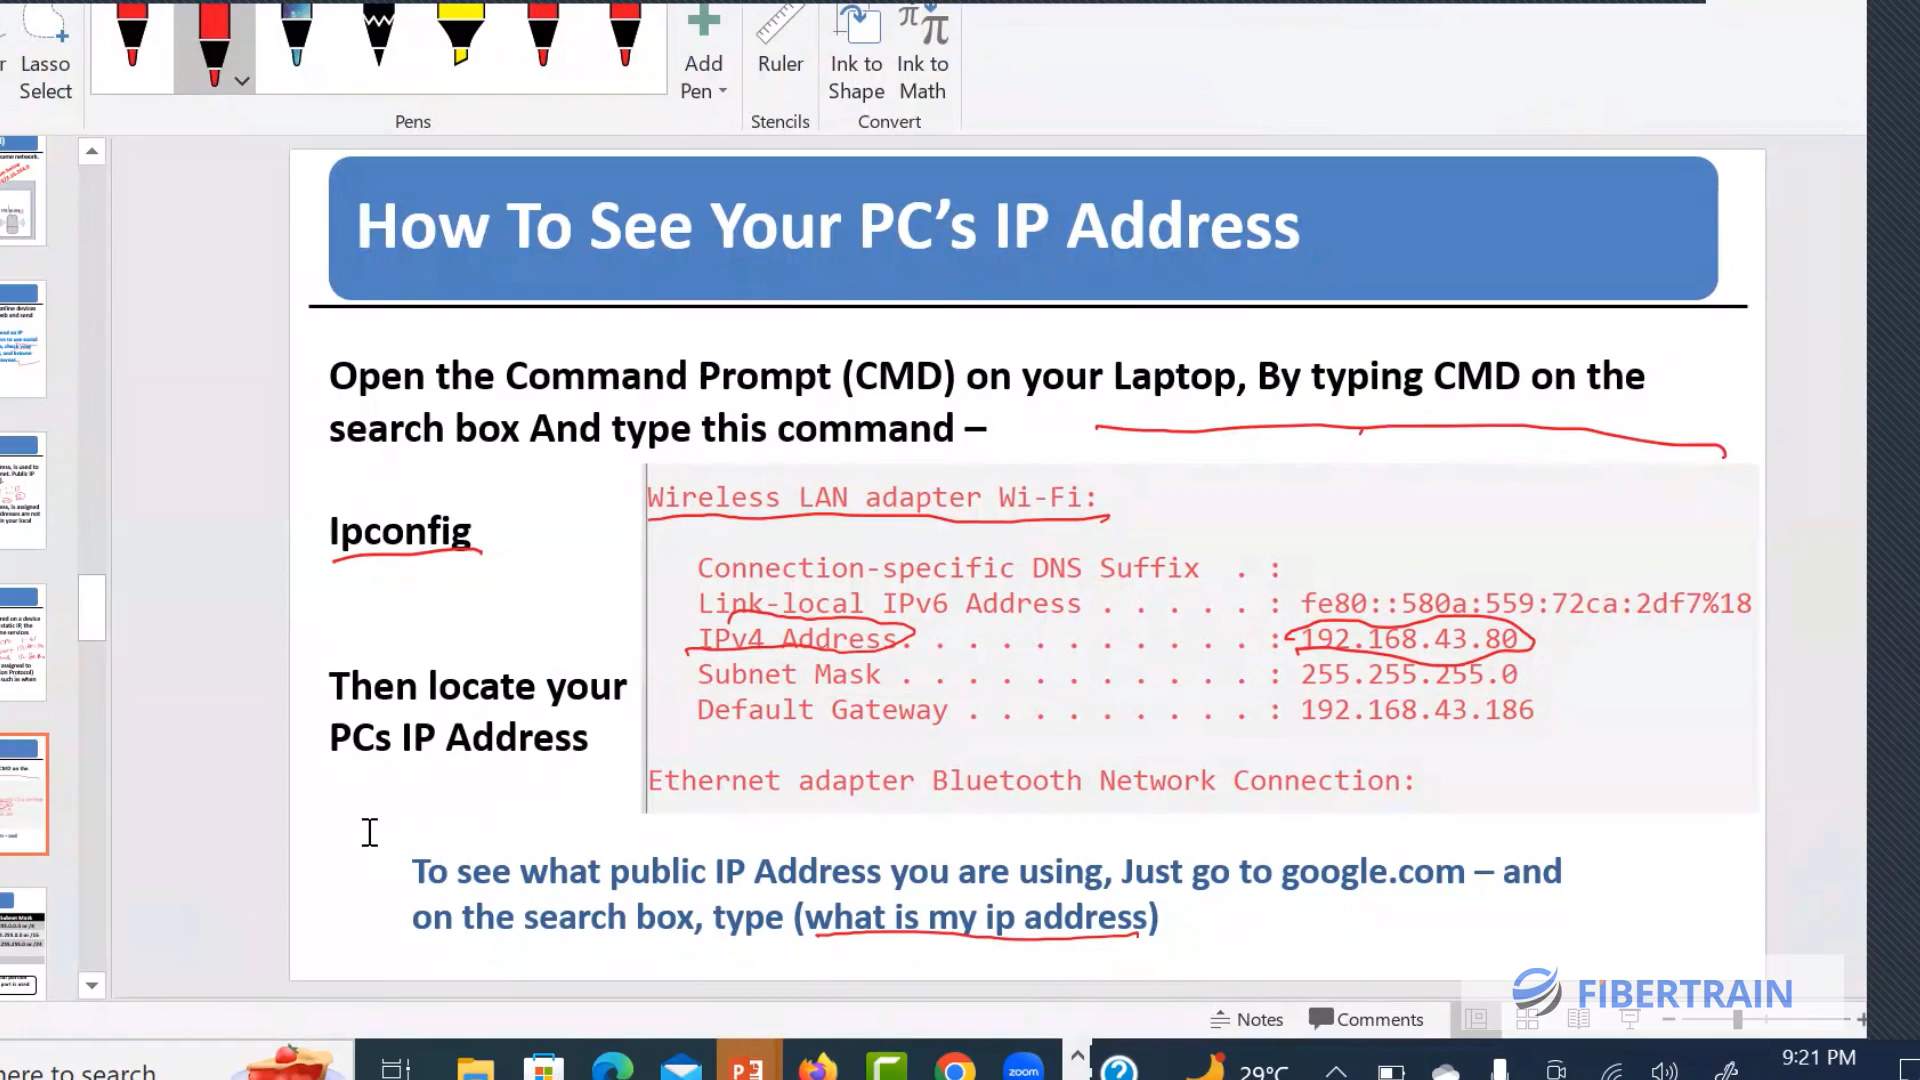 Lasso
Select
Add
Pen
Ruler
Ink to
Shape
Ink to
Math
Pens
Stencils
Convert
How To See Your PC’s IP Address
Open the Command Prompt (CMD) on your Laptop, By typing CMD on the
search box And type this command –
Ipconfig
Then locate your
PCs IP Address
Wireless LAN adapter Wi-Fi:
Connection-specific DNS Suffix . :
Link-local IPv6 Address . . . . . : fe80::580a:559:72ca:2df7%18
IPv4 Address. . . . . . . . . . . : 192.168.43.80
Subnet Mask . . . . . . . . . . . : 255.255.255.0
Default Gateway . . . . . . . . . : 192.168.43.186
Ethernet adapter Bluetooth Network Connection:
To see what public IP Address you are using, Just go to google.com – and
on the search box, type (what is my ip address)
FIBERTRAIN
Notes
Comments
here to search
zoom
29°C
9:21 PM